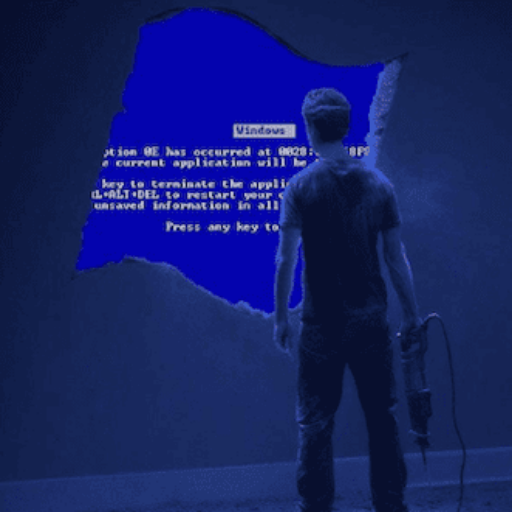 Windows
ption 0E has occurred at 0028:
e current application will be
key to terminate the appli
L+ALT+DEL to restart your
unsaved information in all
Press any key to